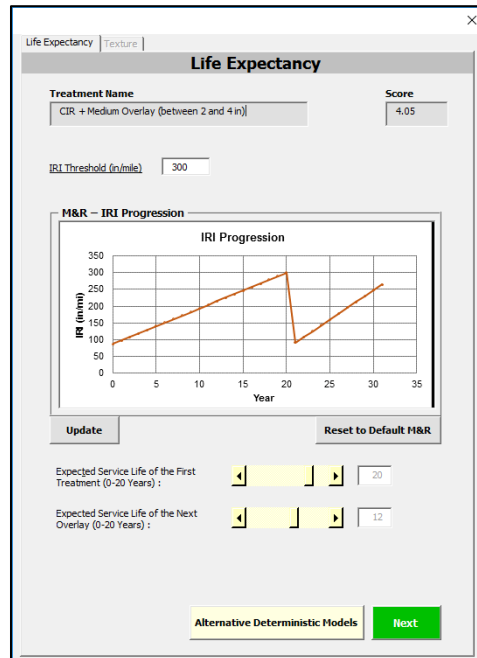 Life Expectancy
Texture
Life Expectancy
Treatment Name
Score
CIR + Medium Overlay (between 2 and 4 in)
4.05
IRI Threshold (in/mile)
300
M&R – IRI Progression
IRI Progression
IRI (in/mi)
350
300
250
200
150
100
50
0
0 5 10 15 20 25 30 35
Year
Update
Reset to Default M&R
Expected Service Life of the First
Treatment (0-20 Years) :
20
Expected Service Life of the Next
Overlay (0-20 Years) :
12
Alternative Deterministic Models
Next